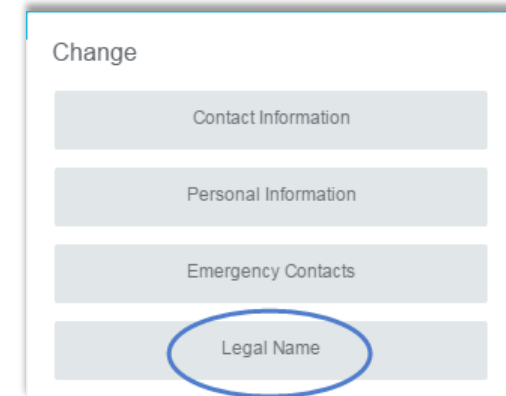 Change
Contact Information
Personal Information
Emergency Contacts
Legal Name